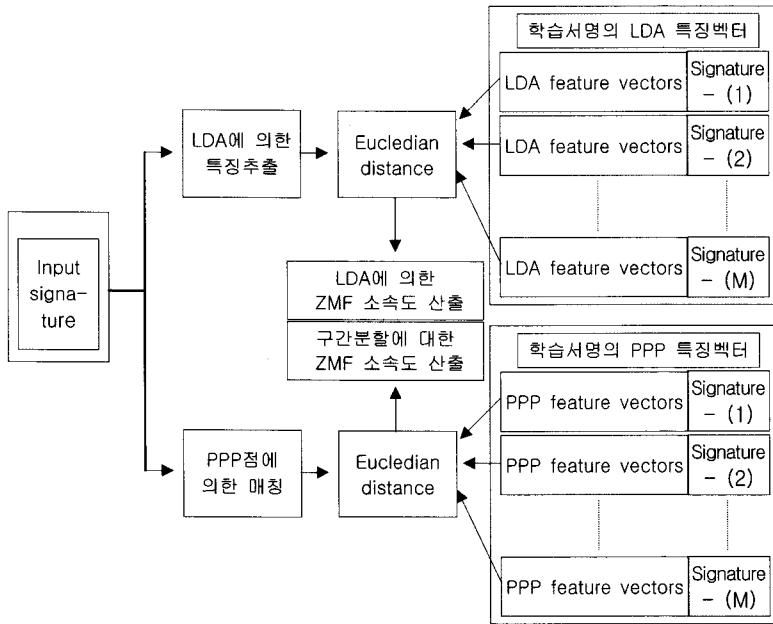 Input
signa-
ture
LDA에 의한
특징추출
Eucledian
distance
학습서명의 LDA 특징벡터
LDA feature vectors
Signature
- (1)
LDA feature vectors
Signature
- (2)
LDA feature vectors
Signature
- (M)
LDA에 의한
ZMF 소속도 산출
구간분할에 대한
ZMF 소속도 산출
PPP점에
의한 매칭
Eucledian
distance
학습서명의 PPP 특징벡터
PPP feature vectors
Signature
- (1)
PPP feature vectors
Signature
- (2)
PPP feature vectors
Signature
- (M)